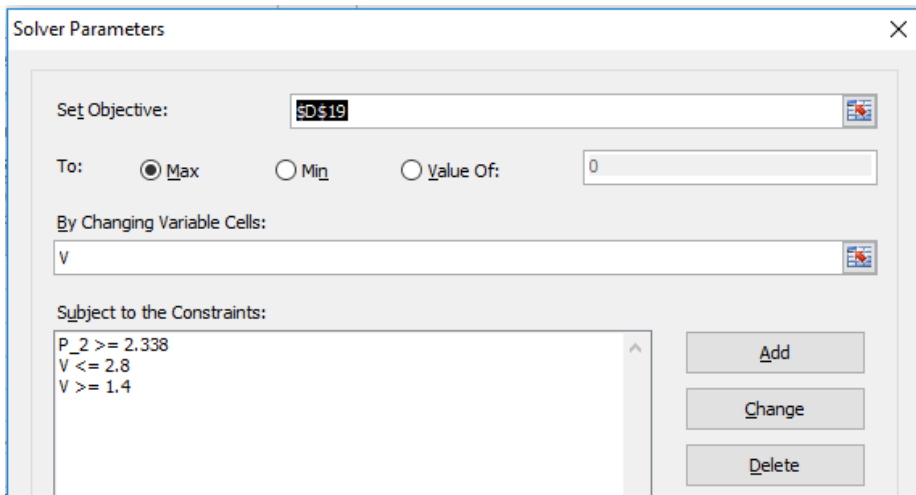 Solver Parameters
Set Objective: $D$19
To: Max Min Value Of: 0
By Changing Variable Cells:
V
Subject to the Constraints:
P_2 >= 2.338
V <= 2.8
V >= 1.4
Add
Change
Delete